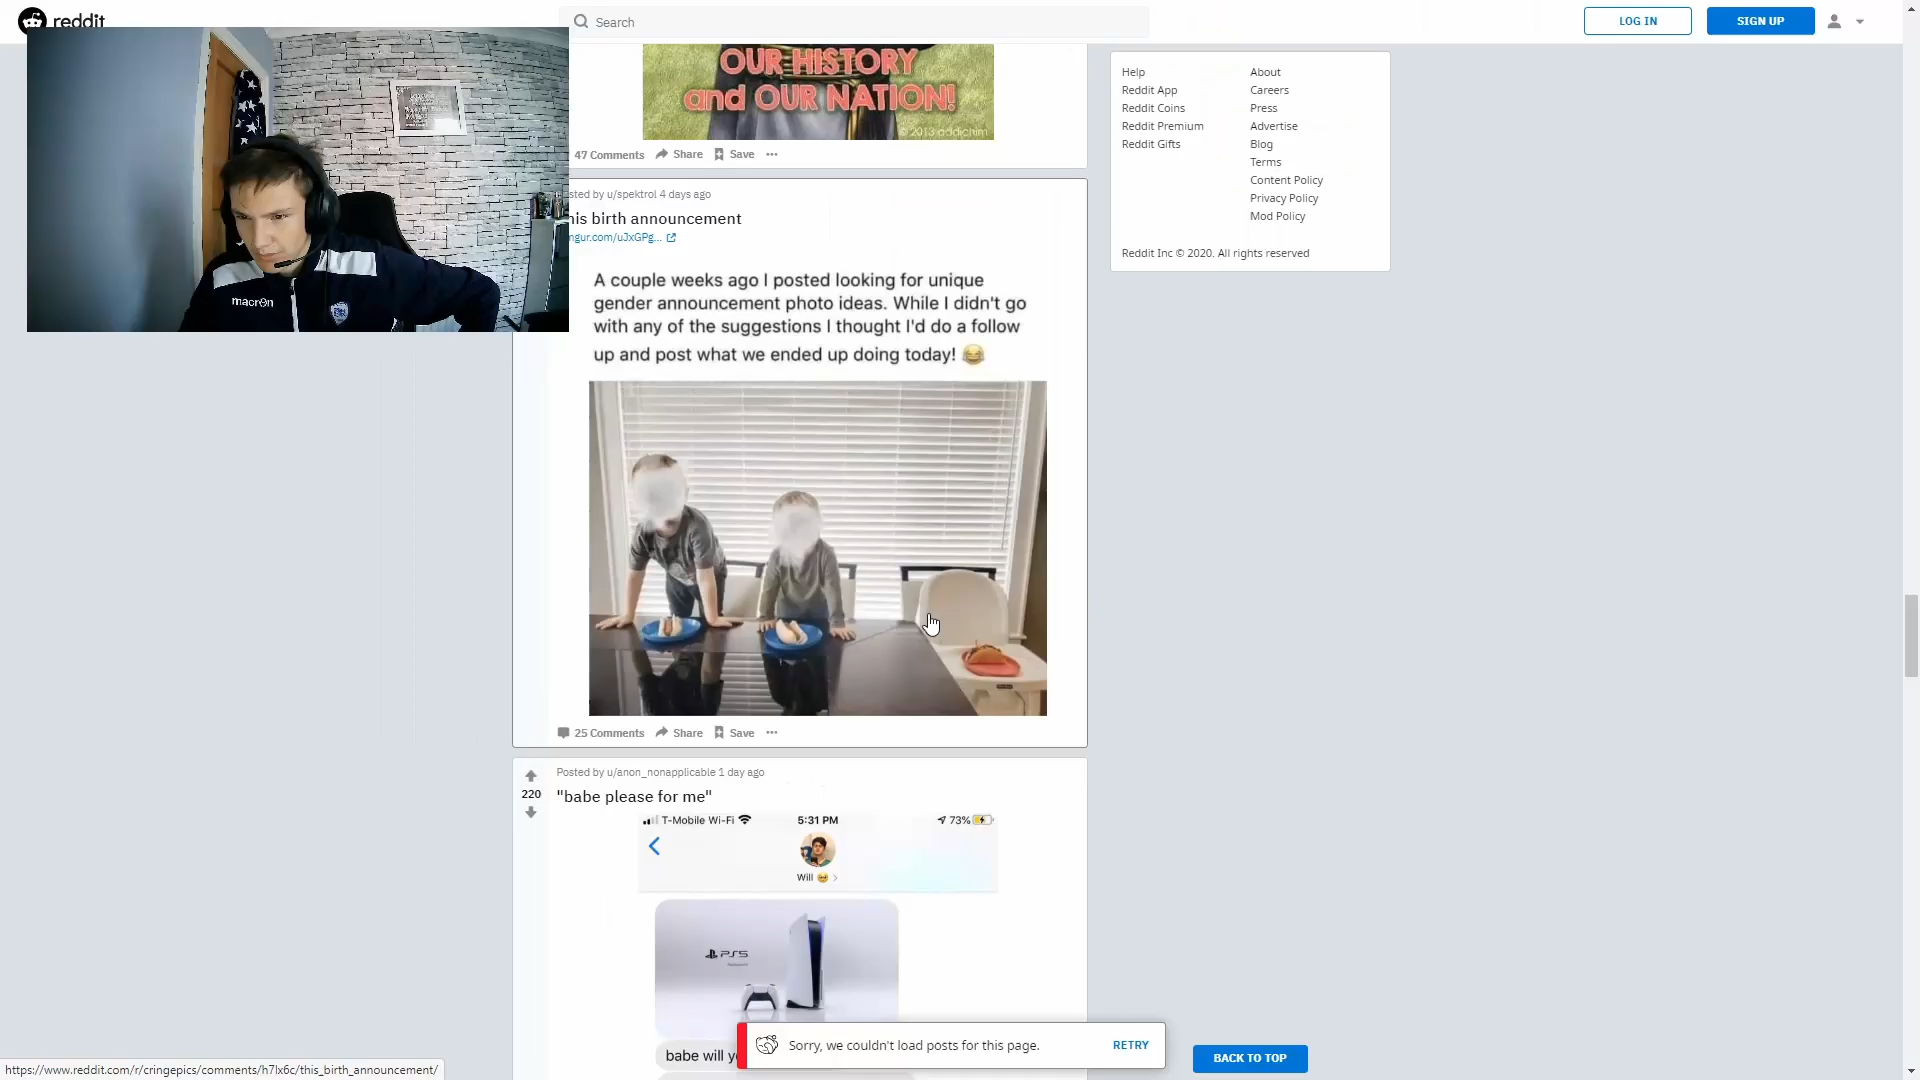 reddit
Search
LOG IN
SIGN UP
OUR HISTORY
and OUR NATION!
© 2013 addichim
47 Comments
Share
Save
macron
Posted by u/spektrol 4 days ago
his birth announcement
mgur.com/uJxGPg...
A couple weeks ago I posted looking for unique
gender announcement photo ideas. While I didn't go
with any of the suggestions I thought I'd do a follow
up and post what we ended up doing today! 😂
25 Comments
Share
Save
Posted by u/anon_nonapplicable 1 day ago
220
"babe please for me"
T-Mobile Wi-Fi
5:31 PM
73%
Will
PS5
babe will y
Sorry, we couldn't load posts for this page.
RETRY
BACK TO TOP
Help
About
Reddit App
Careers
Reddit Coins
Press
Reddit Premium
Advertise
Reddit Gifts
Blog
Terms
Content Policy
Privacy Policy
Mod Policy
Reddit Inc © 2020. All rights reserved
https://www.reddit.com/r/cringepics/comments/h7lx6c/this_birth_announcement/